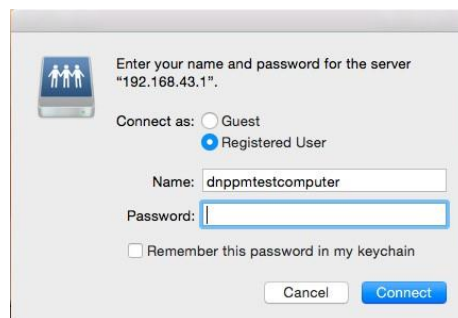 Enter your name and password for the server
“192.168.43.1”.
Connect as: Guest
Registered User
Name: dnppmtestcomputer
Password:
Remember this password in my keychain
Cancel Connect